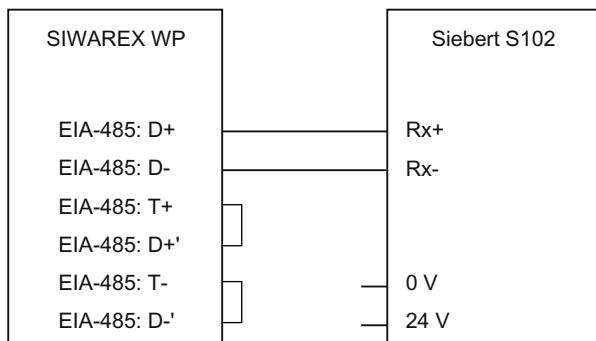 SIWAREX WP
Siebert S102
EIA-485: D+
Rx+
EIA-485: D-
Rx-
EIA-485: T+
EIA-485: D+'
EIA-485: T-
0 V
EIA-485: D-'
24 V